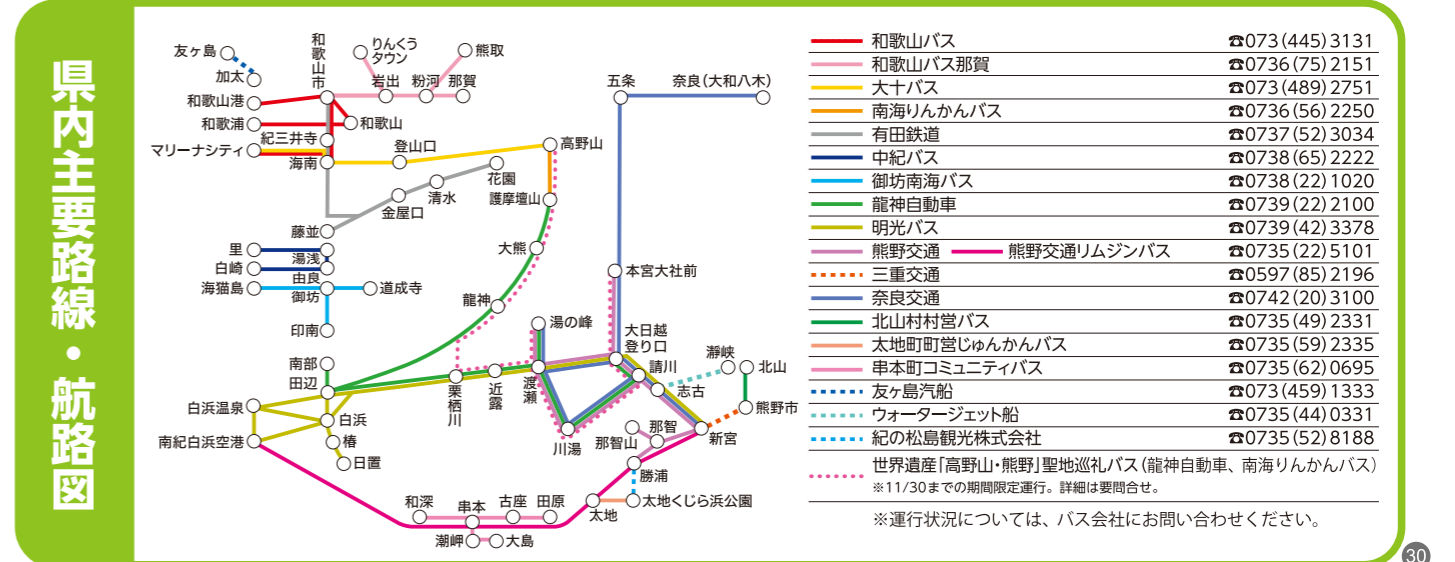 県内主要路線・航路図
友ヶ島
加太
和歌山市
りんくう
タウン
熊取
岩出
粉河
那賀
和歌山港
和歌浦
和歌山
紀三井寺
マリーナシティ
海南
登山口
高野山
花園
清水
金屋口
護摩壇山
藤並
里
湯浅
白崎
由良
海猫島
御坊
道成寺
印南
大熊
龍神
五条
奈良(大和八木)
本宮大社前
湯の峰
大日越
登り口
請川
瀞峡
北山
志古
熊野市
南部
田辺
栗栖川
近露
渡瀬
川湯
白浜温泉
白浜
南紀白浜空港
椿
日置
那智
那智山
新宮
勝浦
太地くじら浜公園
太地
和深
串本
古座
田原
潮岬
大島
和歌山バス ☎073(445)3131
和歌山バス那賀 ☎0736(75)2151
大十バス ☎073(489)2751
南海りんかんバス ☎0736(56)2250
有田鉄道 ☎0737(52)3034
中紀バス ☎0738(65)2222
御坊南海バス ☎0738(22)1020
龍神自動車 ☎0739(22)2100
明光バス ☎0739(42)3378
熊野交通 熊野交通リムジンバス ☎0735(22)5101
三重交通 ☎0597(85)2196
奈良交通 ☎0742(20)3100
北山村村営バス ☎0735(49)2331
太地町町営じゅんかんバス ☎0735(59)2335
串本町コミュニティバス ☎0735(62)0695
友ヶ島汽船 ☎073(459)1333
ウォータージェット船 ☎0735(44)0331
紀の松島観光株式会社 ☎0735(52)8188
世界遺産「高野山・熊野」聖地巡礼バス(龍神自動車、南海りんかんバス)
※11/30までの期間限定運行。詳細は要問合せ。
※運行状況については、バス会社にお問い合わせください。
30